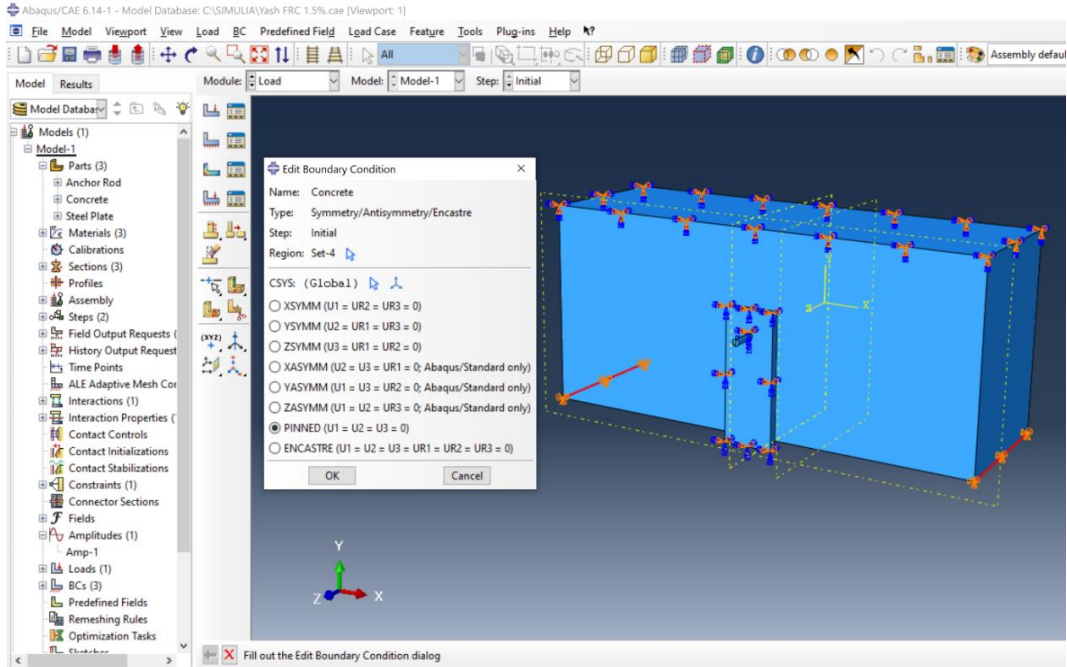 Abaqus/CAE 6.14-1 - Model Database: C:\SIMULIA\Yash FRC 1.5%.cae [Viewport: 1]
File Model Viewport View Load BC Predefined Field Load Case Feature Tools Plug-ins Help
All
Assembly defaul
Model Results
Module: Load Model: Model-1 Step: Initial
Model Databas
Models (1)
Model-1
Parts (3)
Anchor Rod
Concrete
Steel Plate
Materials (3)
Calibrations
Sections (3)
Profiles
Assembly
Steps (2)
Field Output Requests (
History Output Request
Time Points
ALE Adaptive Mesh Cor
Interactions (1)
Interaction Properties (
Contact Controls
Contact Initializations
Contact Stabilizations
Constraints (1)
Connector Sections
Fields
Amplitudes (1)
Amp-1
Loads (1)
BCs (3)
Predefined Fields
Remeshing Rules
Optimization Tasks
Sketches
(XYZ)
Edit Boundary Condition
Name: Concrete
Type: Symmetry/Antisymmetry/Encastre
Step: Initial
Region: Set-4
CSYS: (Global)
XSYMM (U1 = UR2 = UR3 = 0)
YSYMM (U2 = UR1 = UR3 = 0)
ZSYMM (U3 = UR1 = UR2 = 0)
XASYMM (U2 = U3 = UR1 = 0; Abaqus/Standard only)
YASYMM (U1 = U3 = UR2 = 0; Abaqus/Standard only)
ZASYMM (U1 = U2 = UR3 = 0; Abaqus/Standard only)
PINNED (U1 = U2 = U3 = 0)
ENCASTRE (U1 = U2 = U3 = UR1 = UR2 = UR3 = 0)
OK Cancel
Y
Z X
Y
Z X
Fill out the Edit Boundary Condition dialog